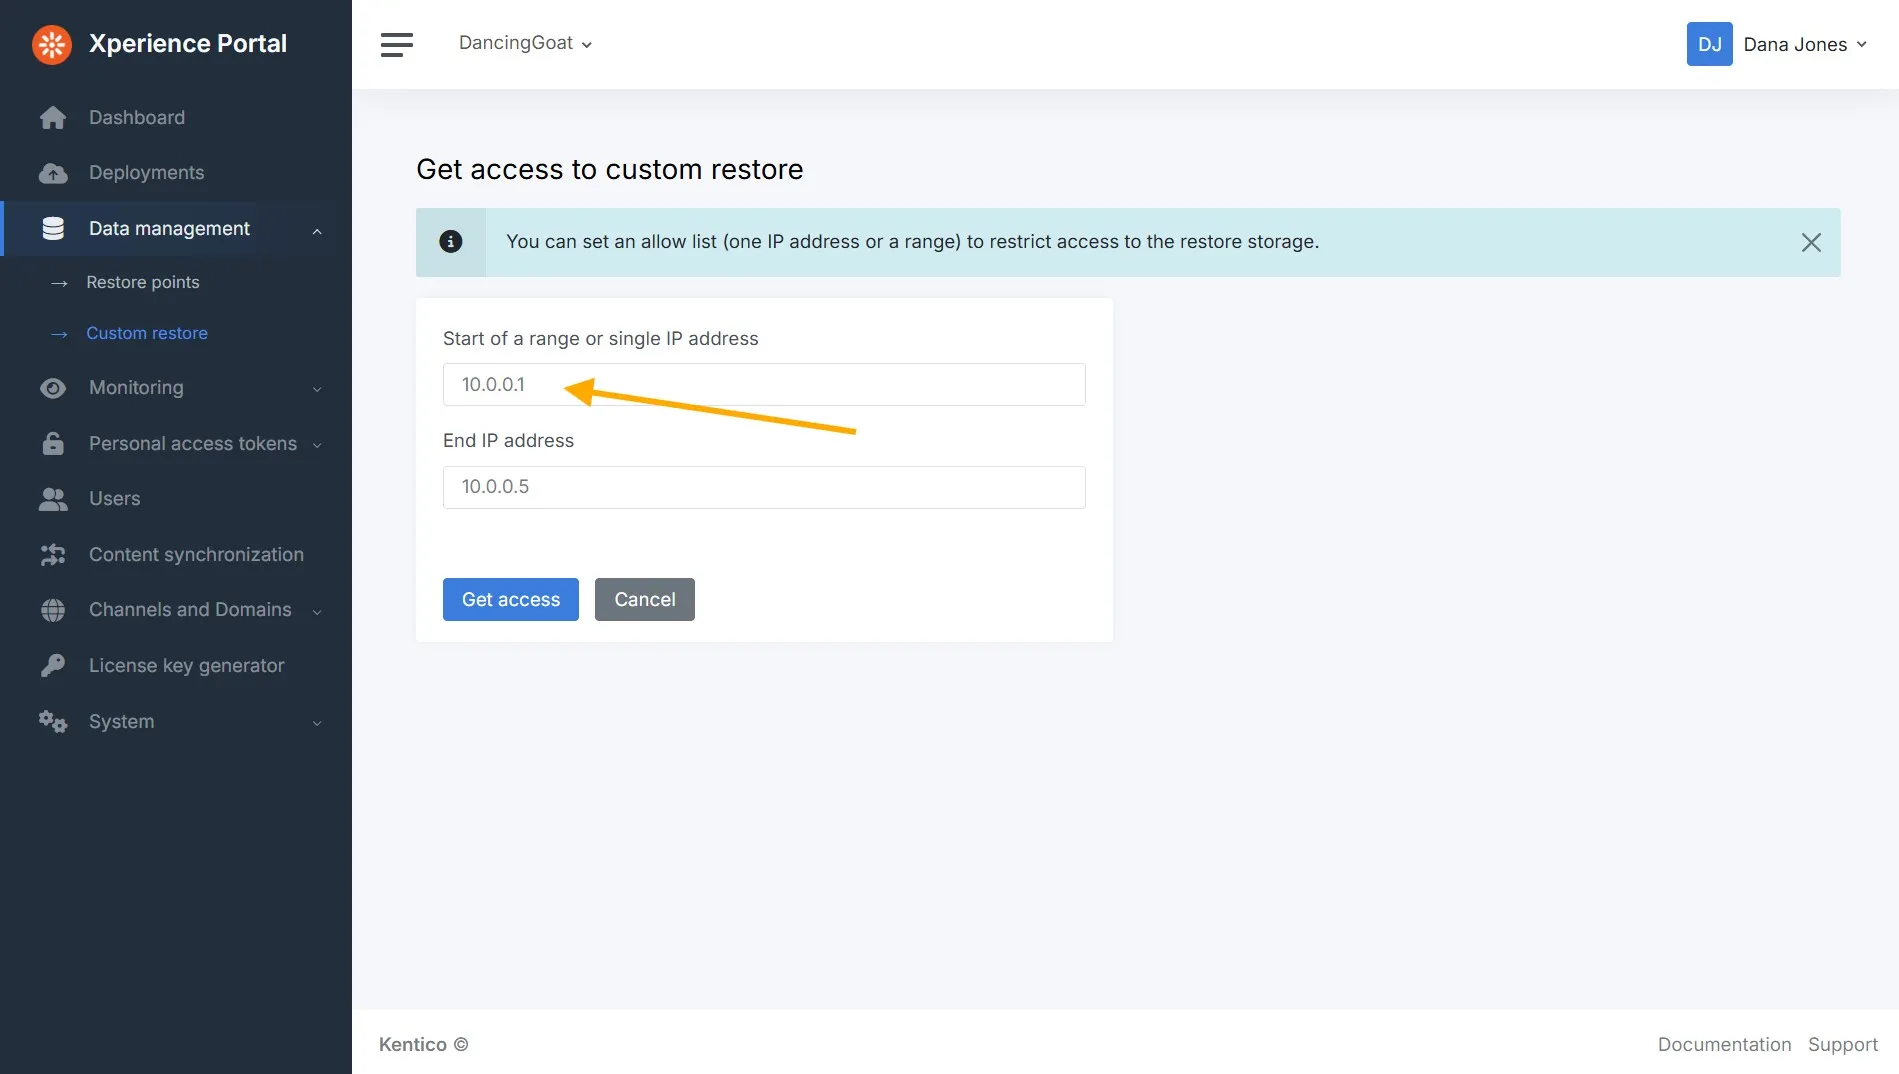 Xperience Portal
DancingGoat
DJ Dana Jones
Dashboard
Deployments
Data management
Restore points
Custom restore
Monitoring
Personal access tokens
Users
Content synchronization
Channels and Domains
License key generator
System
Get access to custom restore
You can set an allow list (one IP address or a range) to restrict access to the restore storage.
Start of a range or single IP address
10.0.0.1
End IP address
10.0.0.5
Get access
Cancel
Kentico ©
Documentation
Support